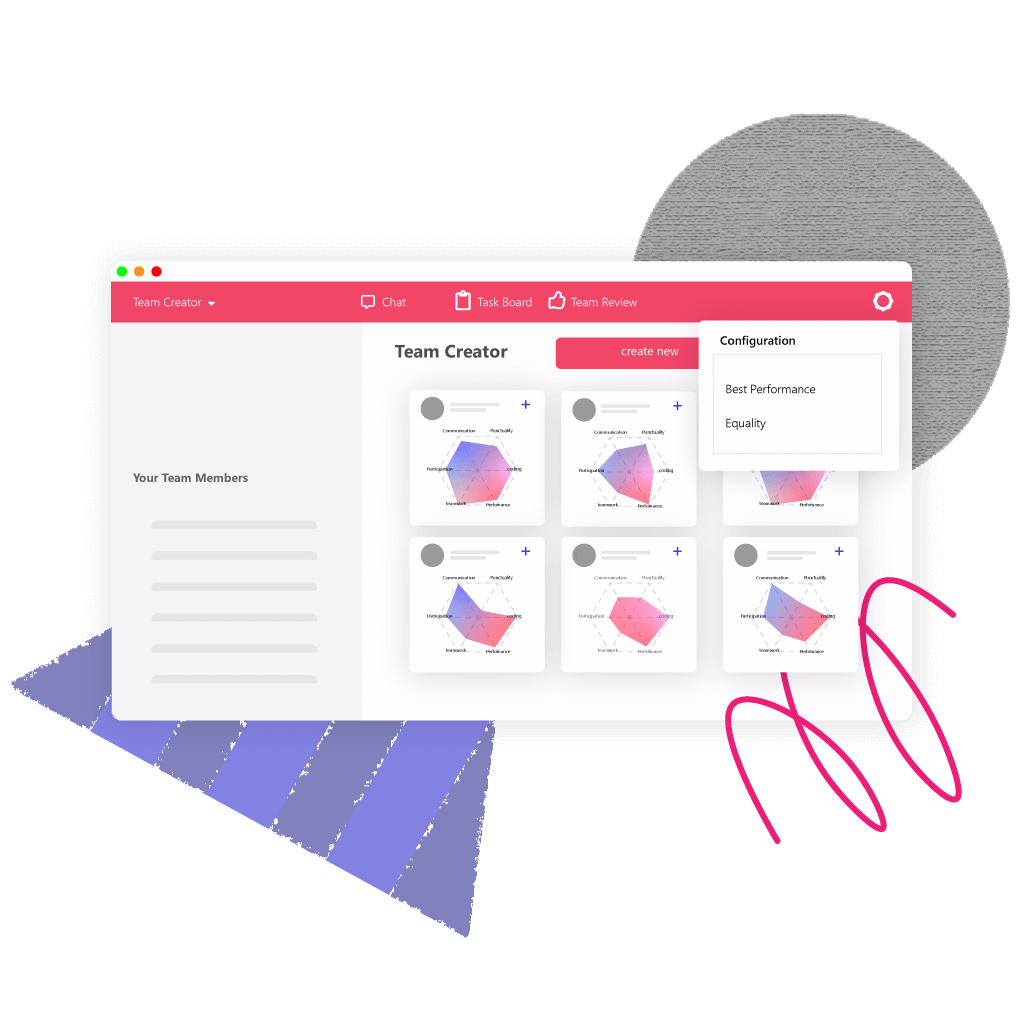 Team Creator
Chat
Task Board
Team Review
Configuration
Best Performance
Equality
Team Creator
create new
Your Team Members
Communication Punctuality
Participation coding
Teamwork... Performance
Communication Punctuality
Participation coding
Teamwork... Performance
Teamwork... Performance
Communication Punctuality
Participation coding
Teamwork... Performance
Communication Punctuality
Participation coding
Teamwork... Performance
Communication Punctuality
Participation coding
Teamwork... Performance